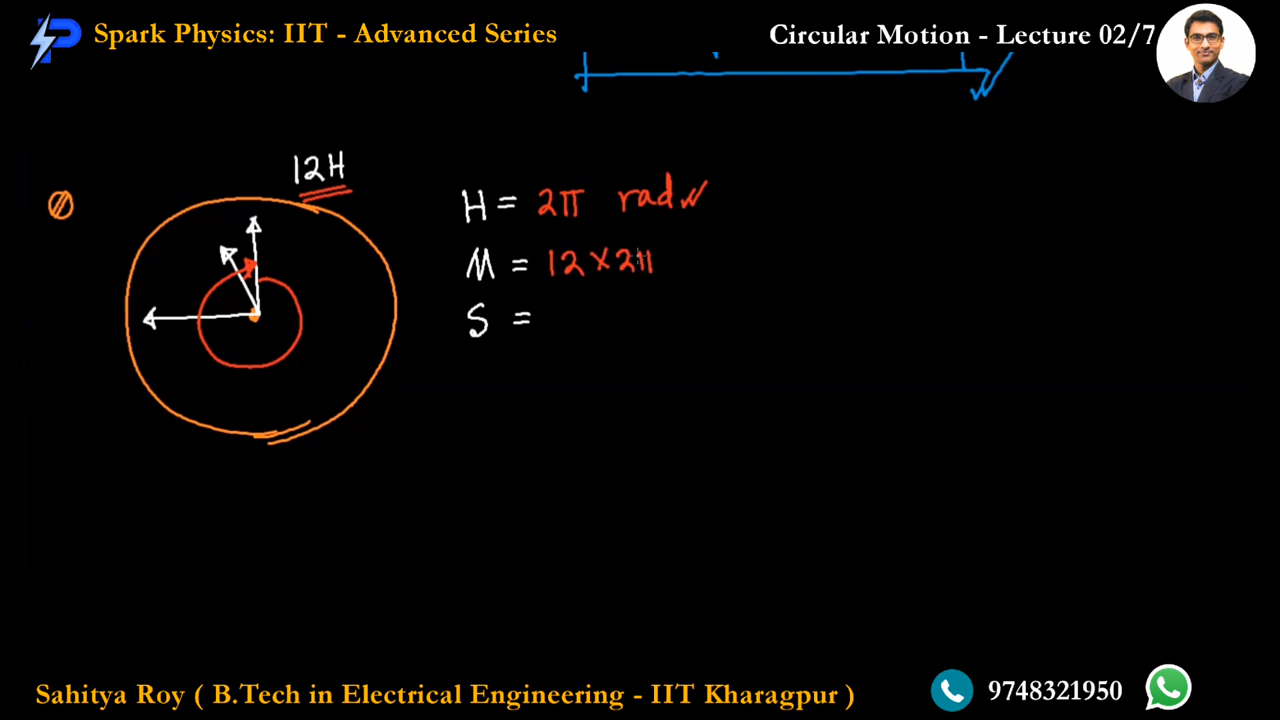 Spark Physics: IIT - Advanced Series
Circular Motion - Lecture 02/7
12H
H = 2π rad
M = 12 × 2π
S =
Sahitya Roy ( B.Tech in Electrical Engineering - IIT Kharagpur )
9748321950